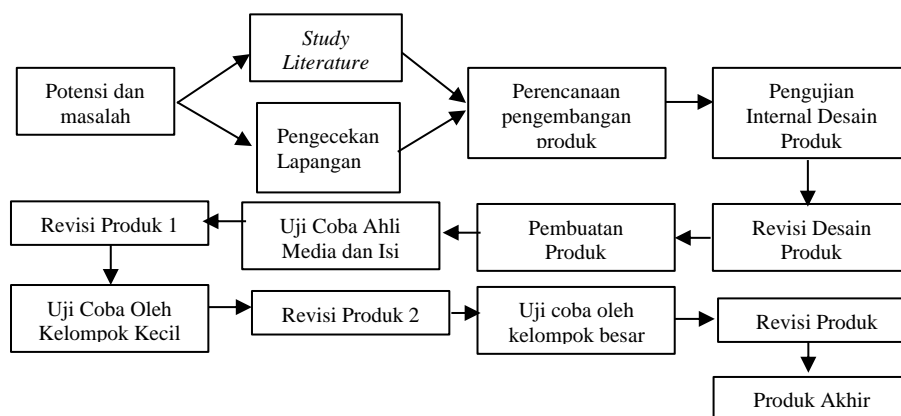 Potensi dan
masalah
Study
Literature
Pengecekan
Lapangan
Perencanaan
pengembangan
produk
Pengujian
Internal Desain
Produk
Revisi Desain
Produk
Pembuatan
Produk
Uji Coba Ahli
Media dan Isi
Revisi Produk 1
Uji Coba Oleh
Kelompok Kecil
Revisi Produk 2
Uji coba oleh
kelompok besar
Revisi Produk
Produk Akhir